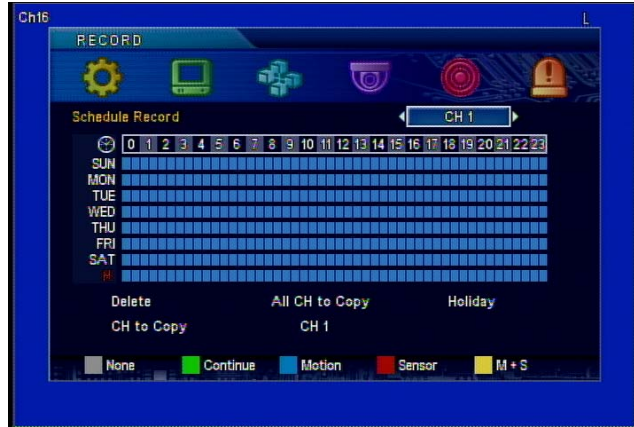 Ch16
L
RECORD
Schedule Record CH 1
0 1 2 3 4 5 6 7 8 9 10 11 12 13 14 15 16 17 18 19 20 21 22 23
SUN
MON
TUE
WED
THU
FRI
SAT
H
Delete All CH to Copy Holiday
CH to Copy CH 1
None Continue Motion Sensor M + S